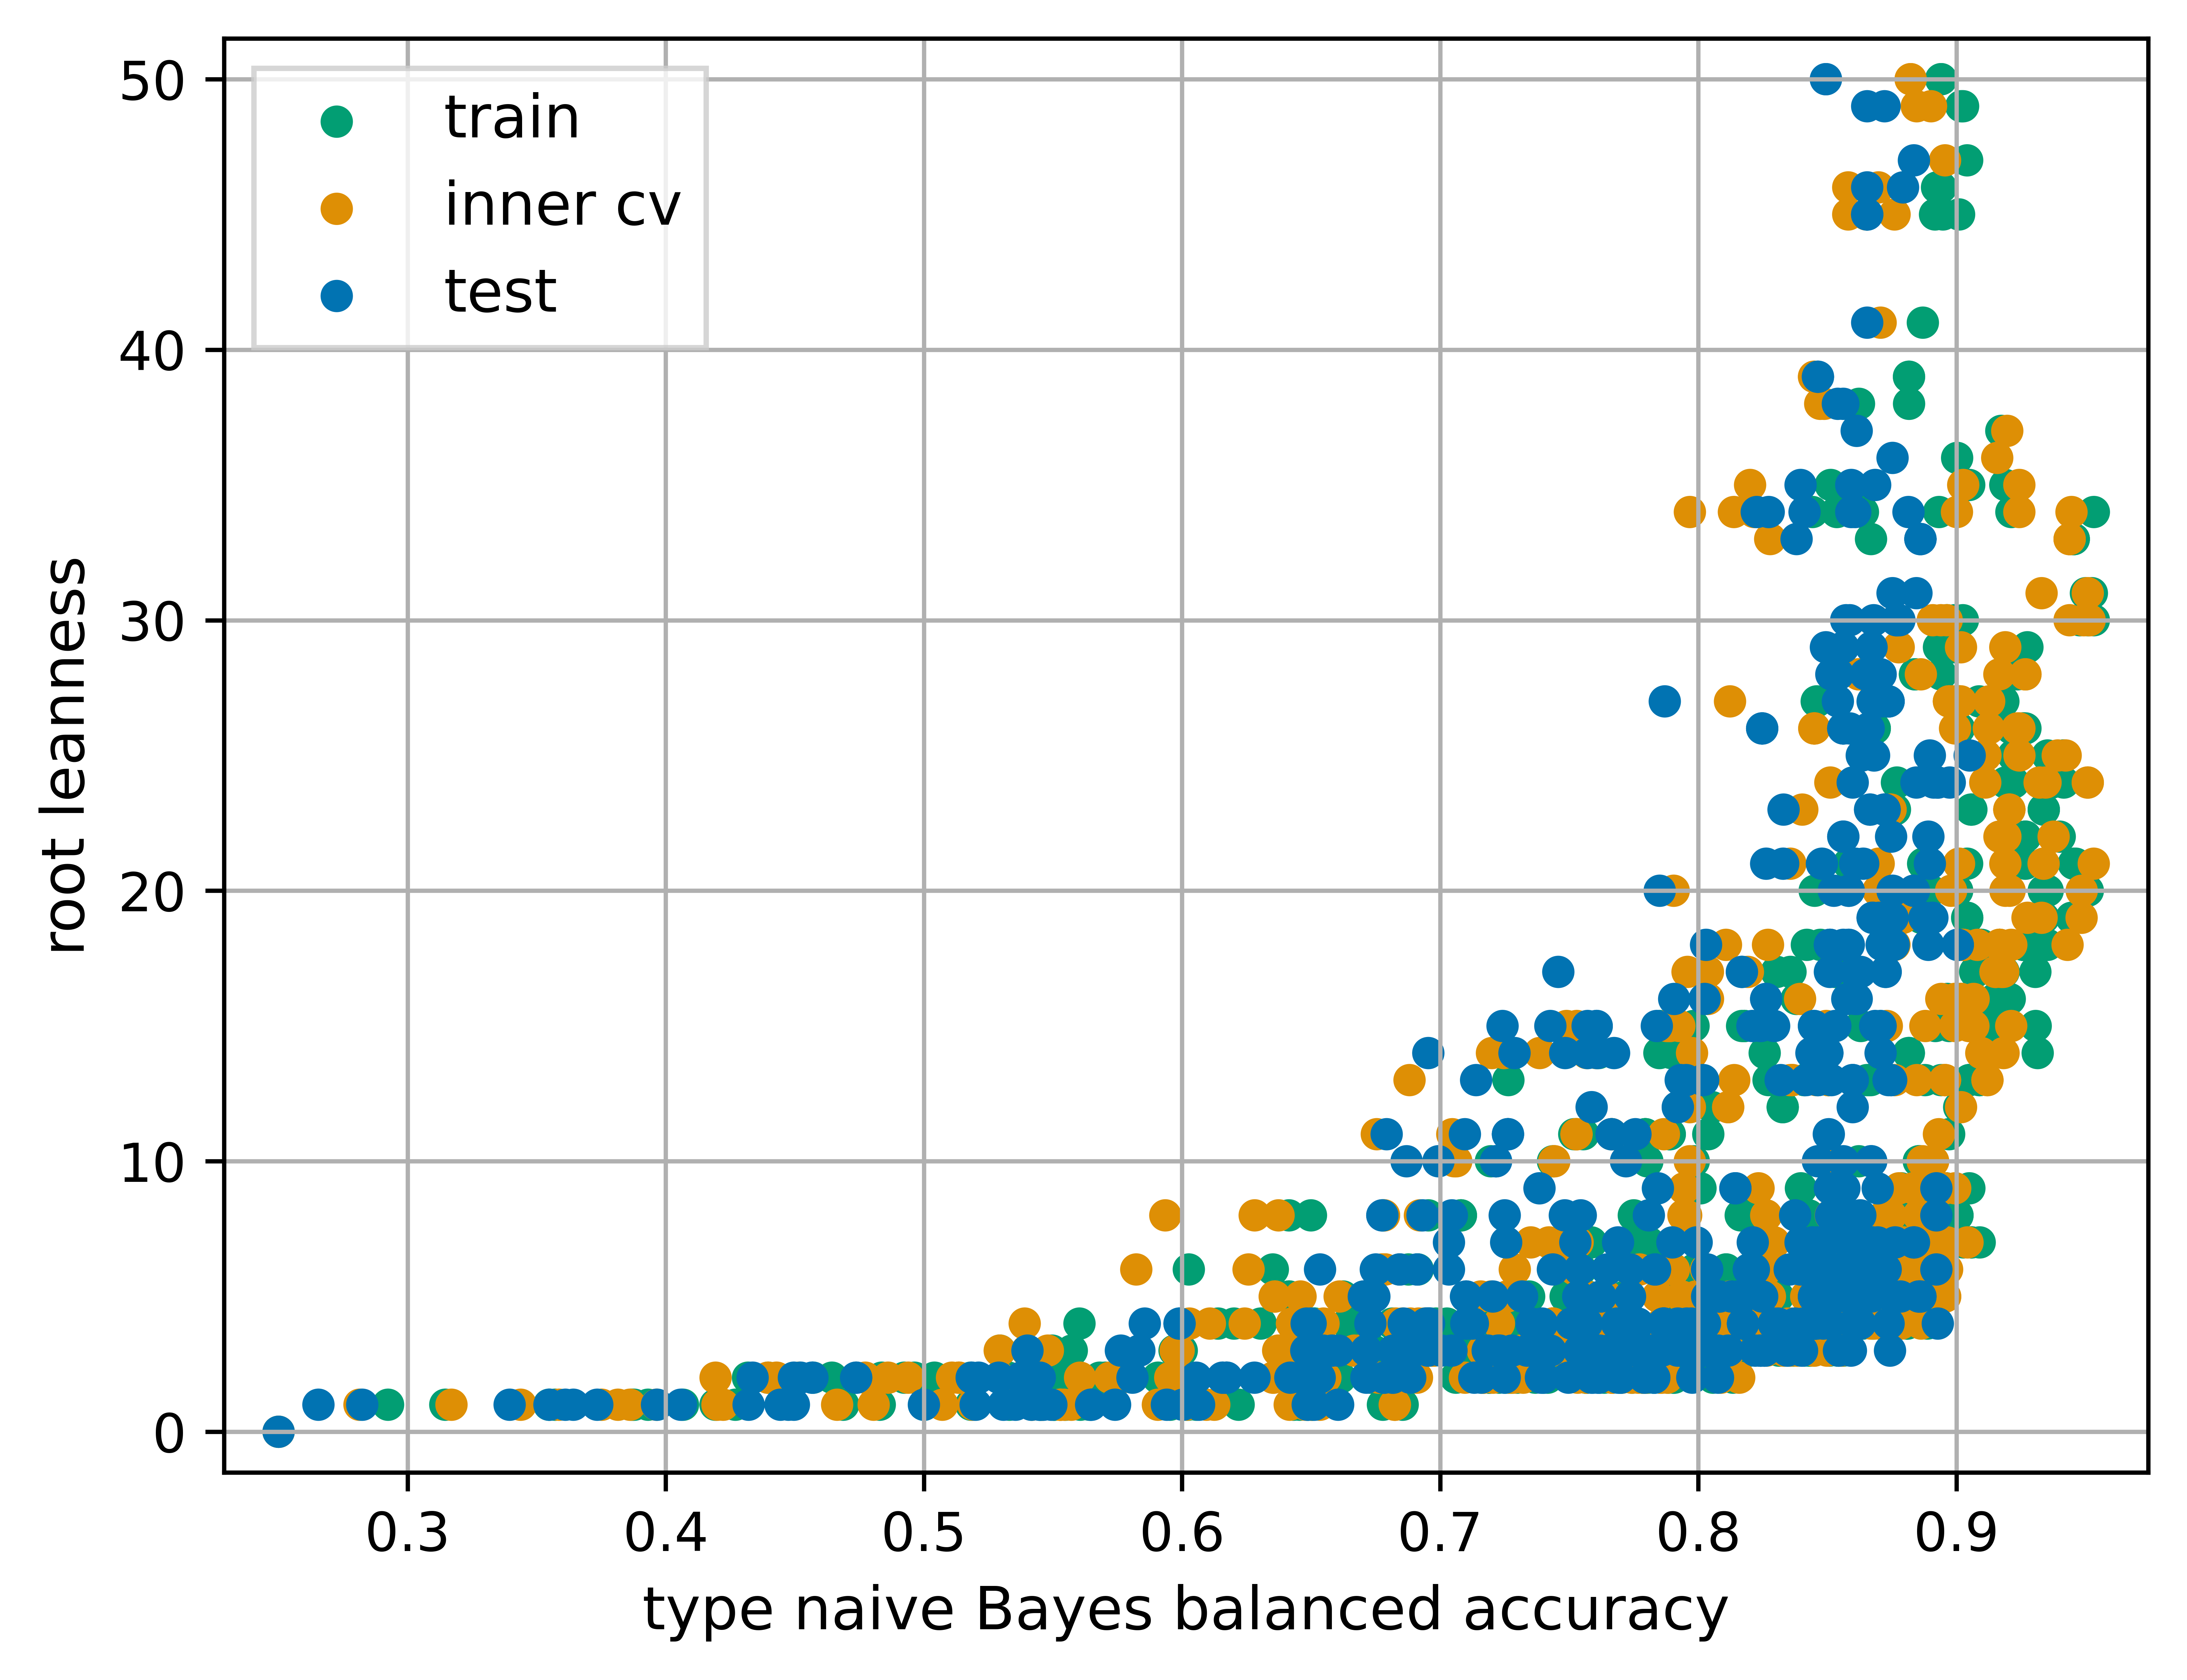 50
40
30
20
10
0
root leanness
train
inner cv
test
0.3 0.4 0.5 0.6 0.7 0.8 0.9
type naive Bayes balanced accuracy